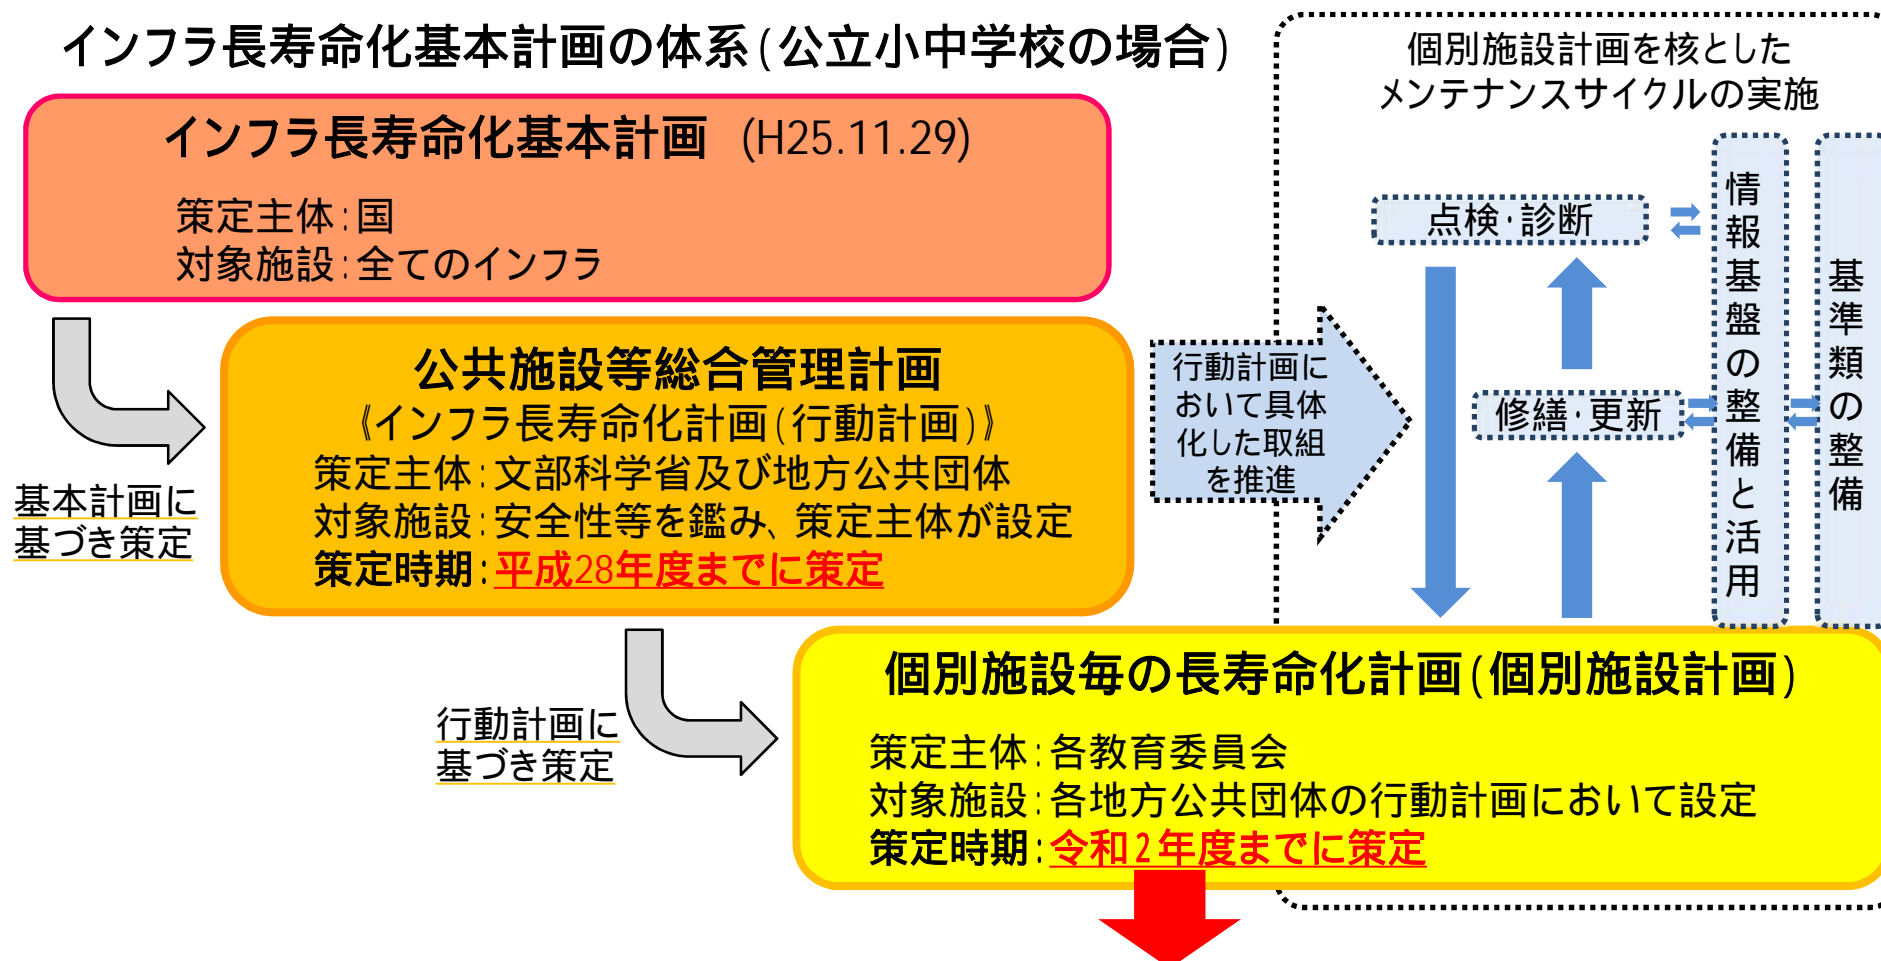 インフラ長寿命化基本計画の体系(公立小中学校の場合)
インフラ長寿命化基本計画 (H25.11.29)
策定主体:国
対象施設:全てのインフラ
基本計画に
基づき策定
公共施設等総合管理計画
《インフラ長寿命化計画(行動計画)》
策定主体:文部科学省及び地方公共団体
対象施設:安全性等を鑑み、策定主体が設定
策定時期:平成28年度までに策定
行動計画に
おいて具体
化した取組
を推進
個別施設計画を核とした
メンテナンスサイクルの実施
点検・診断
修繕・更新
情報基盤の整備と活用
基準類の整備
行動計画に
基づき策定
個別施設毎の長寿命化計画(個別施設計画)
策定主体:各教育委員会
対象施設:各地方公共団体の行動計画において設定
策定時期:令和2年度までに策定